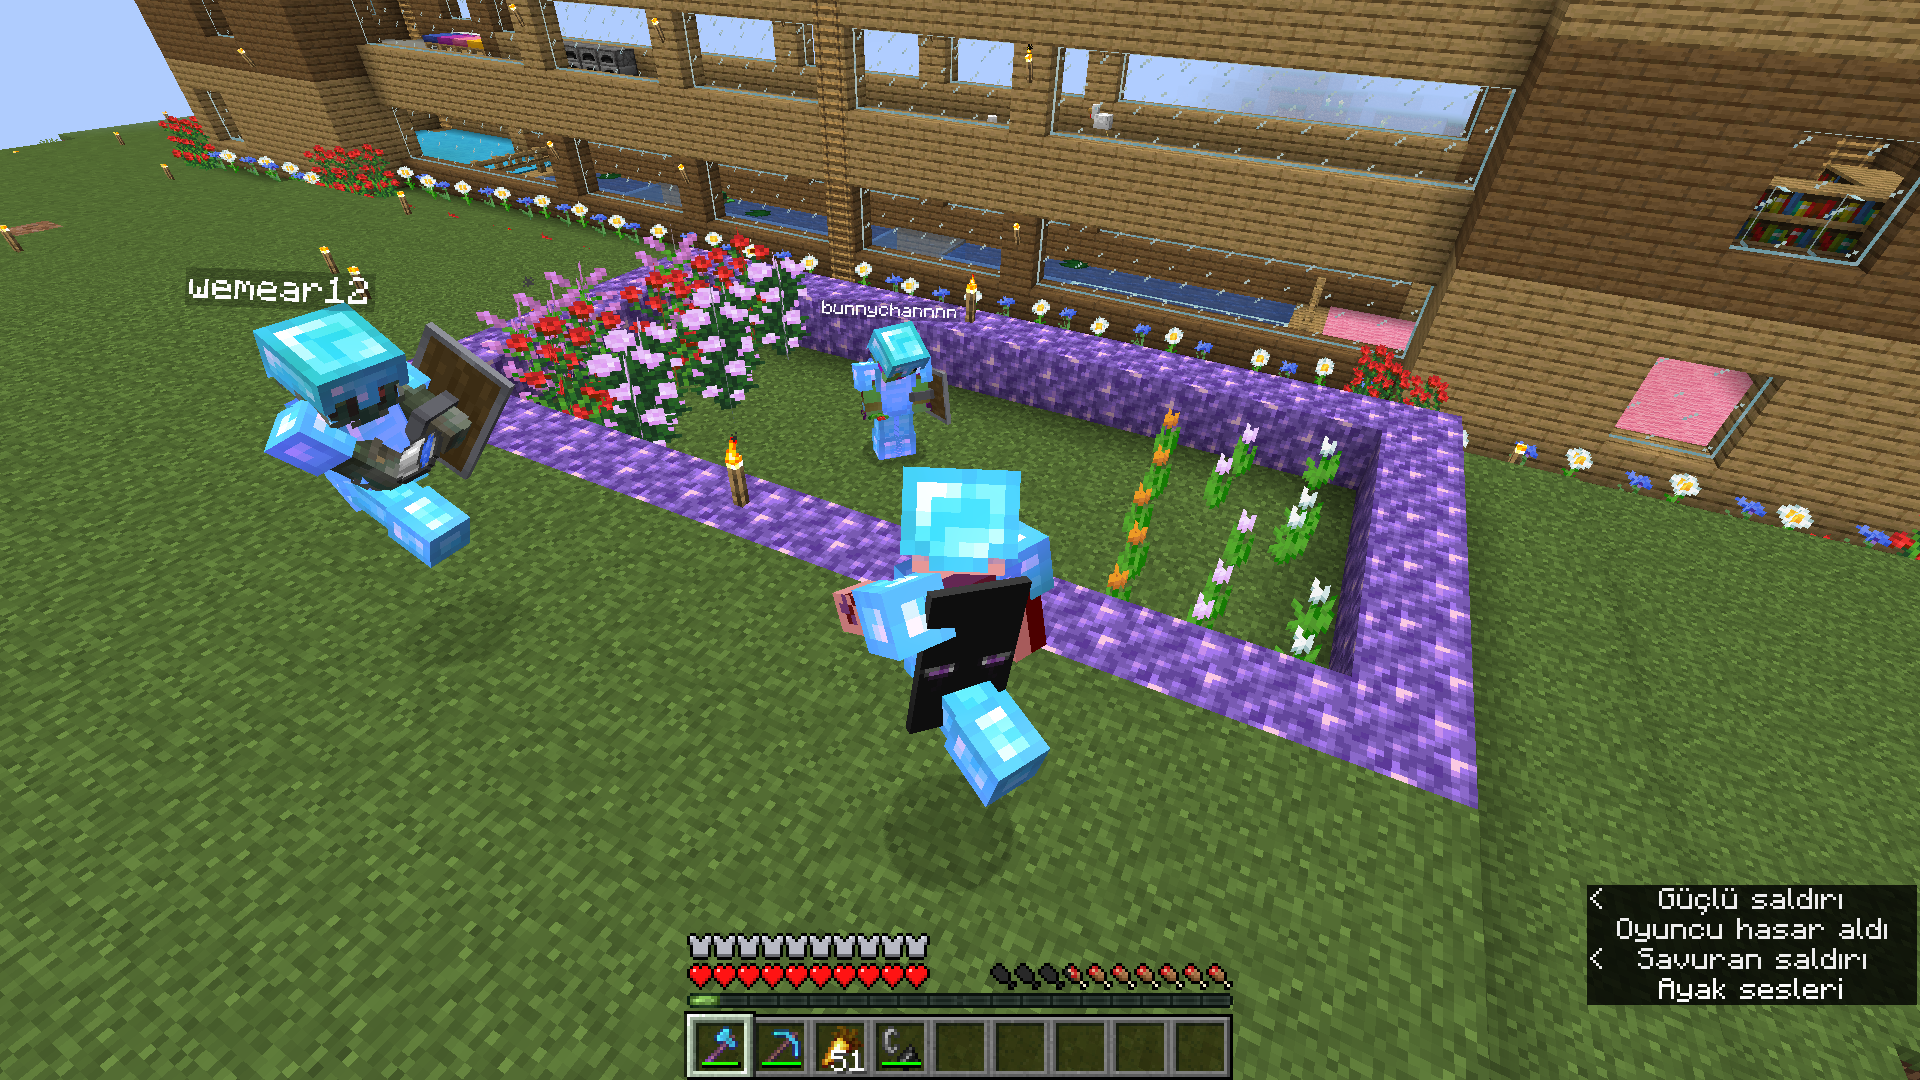 wemear12
bunnychannnn
< Güçlü saldırı
Oyuncu hasar aldı
< Savuran saldırı
Ayak sesleri
51